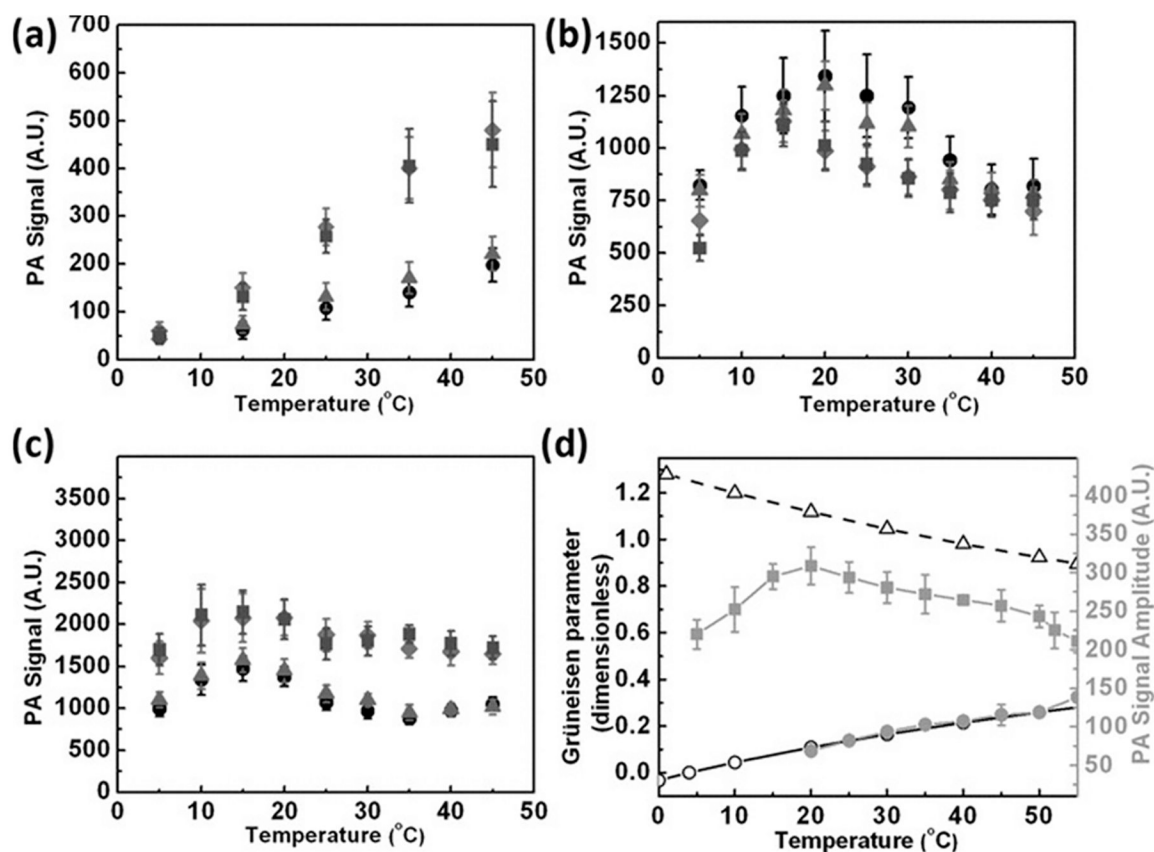 (a)
700
600
500
400
300
200
100
0
PA Signal (A.U.)
0 10 20 30 40 50
Temperature (°C)
(b)
1500
1250
1000
750
500
250
0
PA Signal (A.U.)
0 10 20 30 40 50
Temperature (°C)
(c)
3500
3000
2500
2000
1500
1000
500
0
PA Signal (A.U.)
0 10 20 30 40 50
Temperature (°C)
(d)
1.2
1.0
0.8
0.6
0.4
0.2
0.0
Grüneisen parameter
(dimensionless)
400
350
300
250
200
150
100
50
PA Signal Amplitude (A.U.)
0 10 20 30 40 50
Temperature (°C)